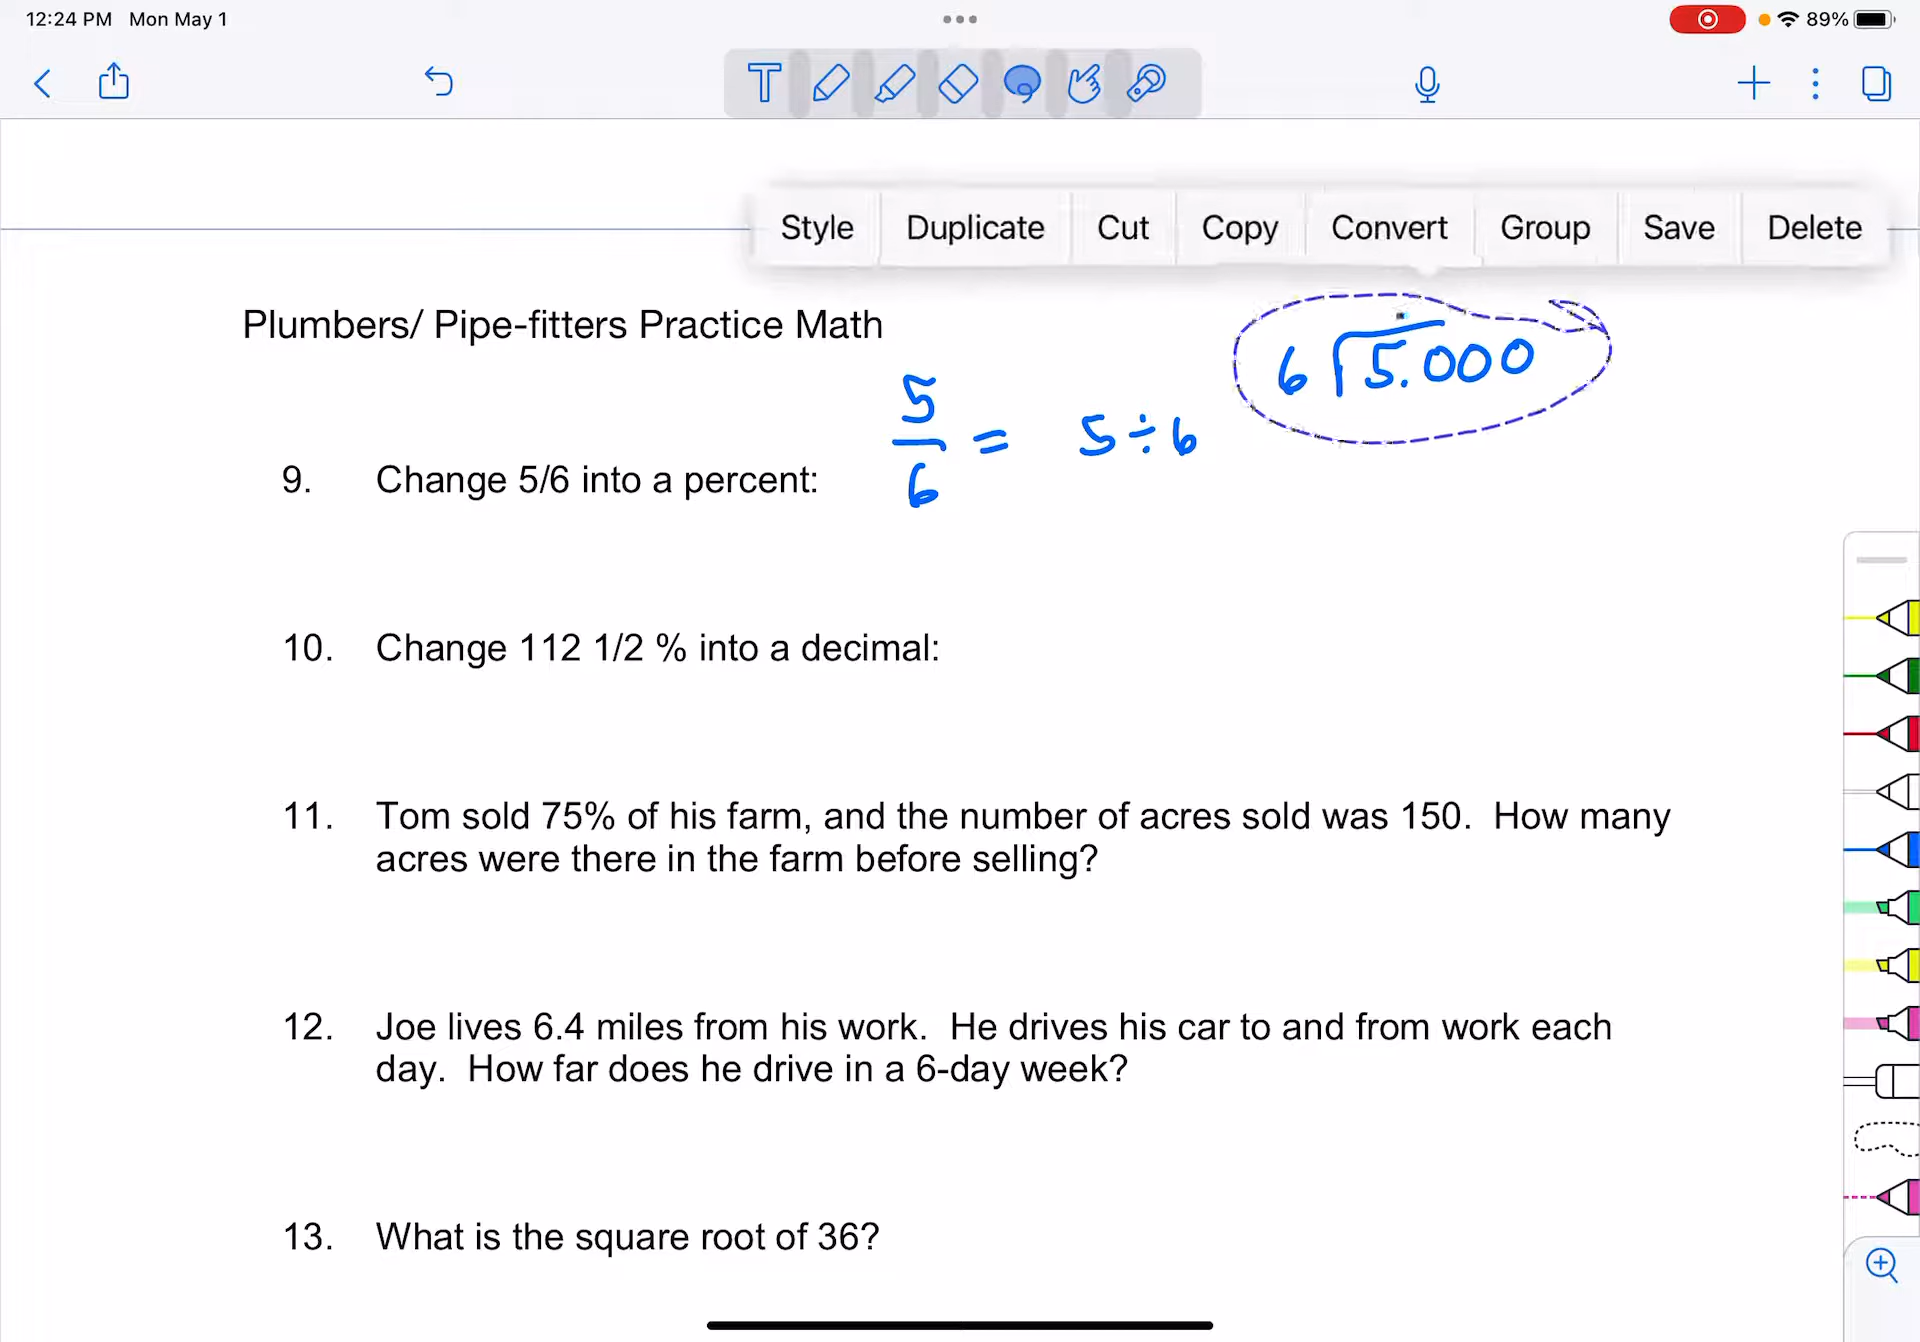 12:24 PM Mon May 1
89%
Style Duplicate Cut Copy Convert Group Save Delete
Plumbers/ Pipe-fitters Practice Math
6 5.000
5/6 = 5 ÷ 6
9. Change 5/6 into a percent:
10. Change 112 1/2 % into a decimal:
11. Tom sold 75% of his farm, and the number of acres sold was 150. How many
acres were there in the farm before selling?
12. Joe lives 6.4 miles from his work. He drives his car to and from work each
day. How far does he drive in a 6-day week?
13. What is the square root of 36?